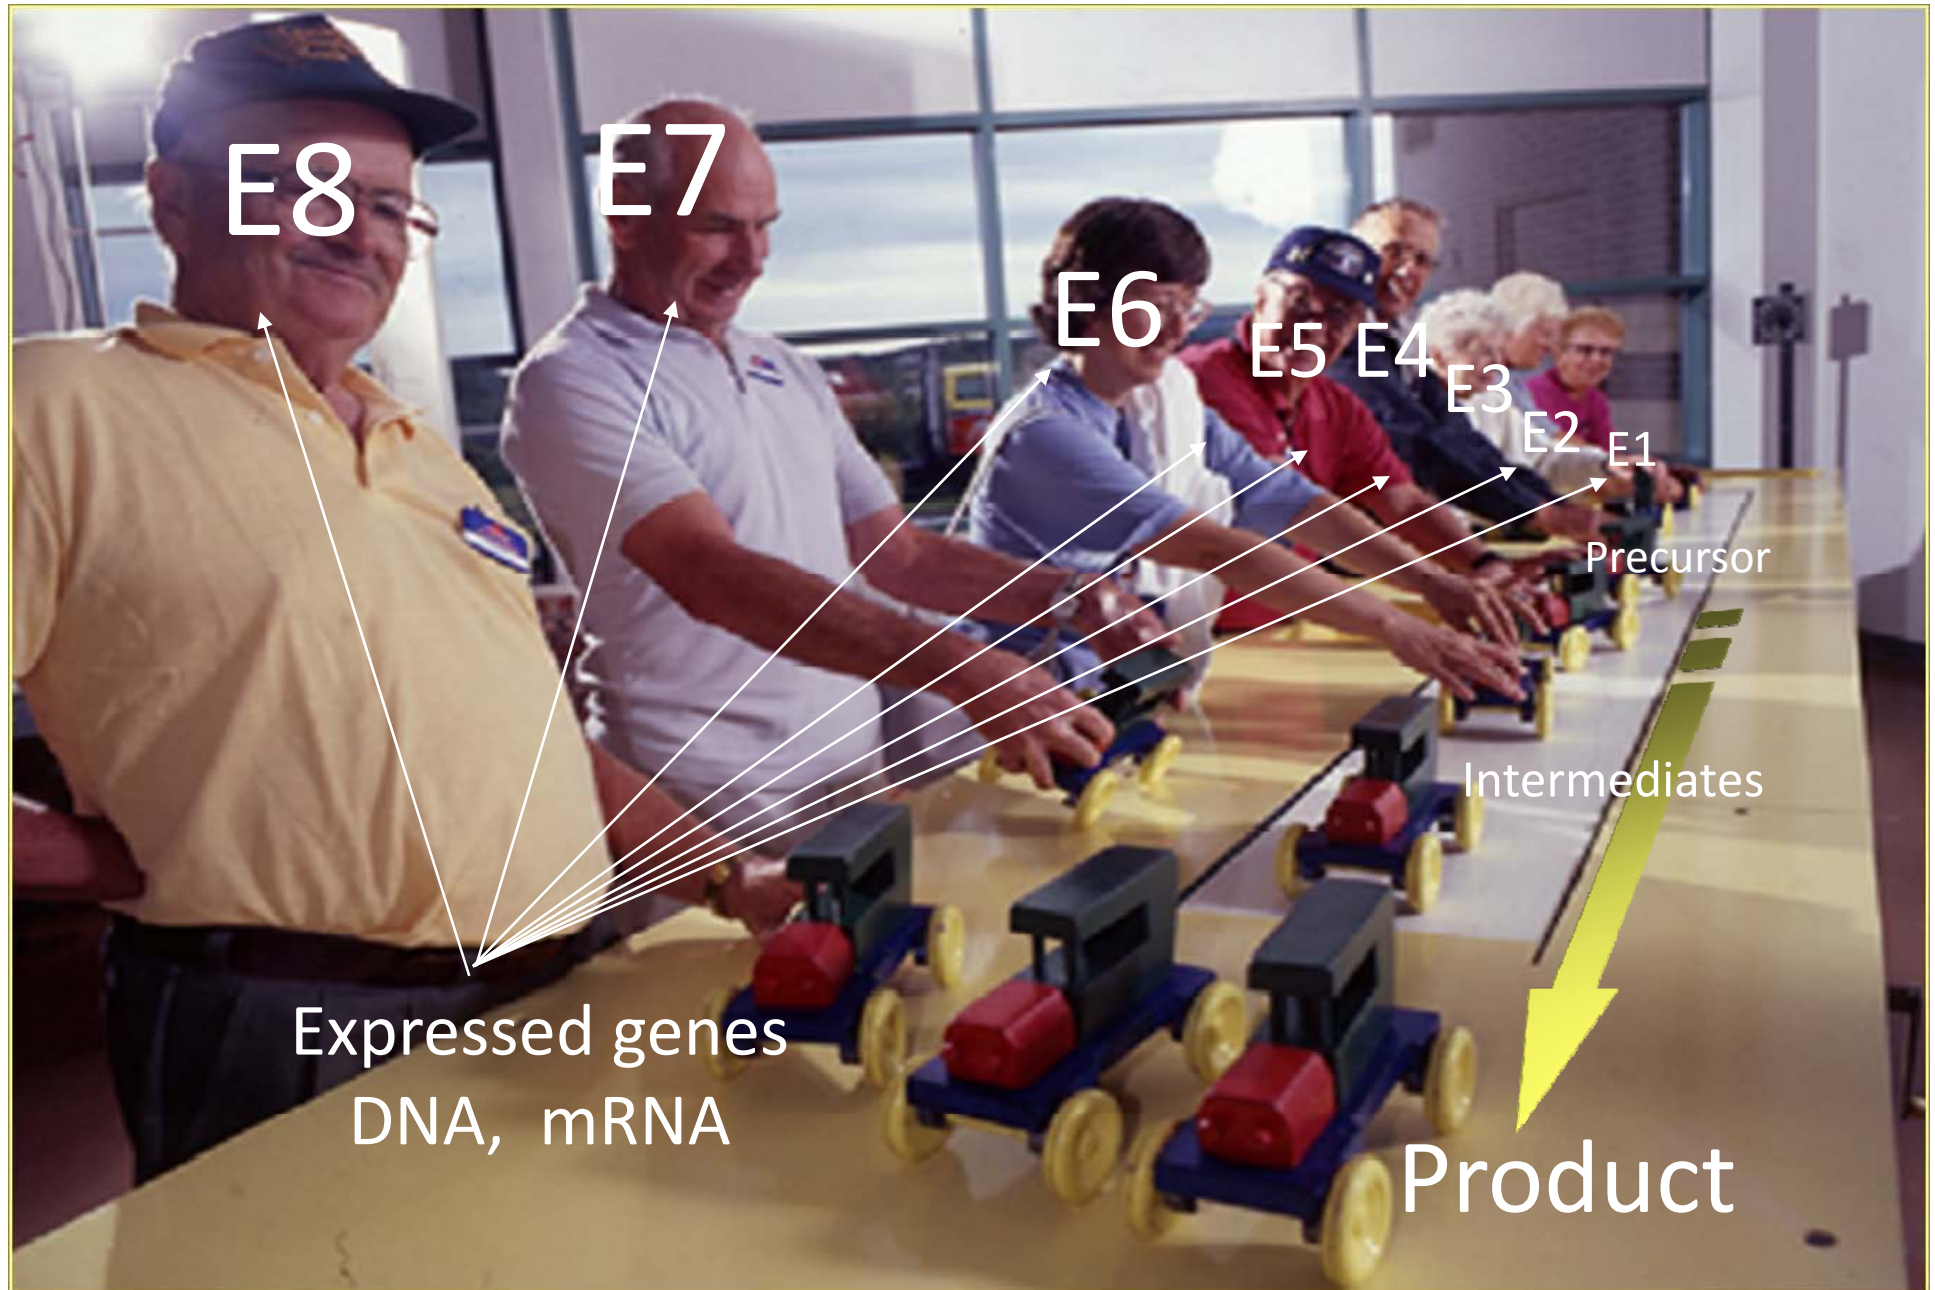 E8
E7
E6
E5
E4
E3
E2
E1
Precursor
Intermediates
Expressed genes
DNA, mRNA
Product